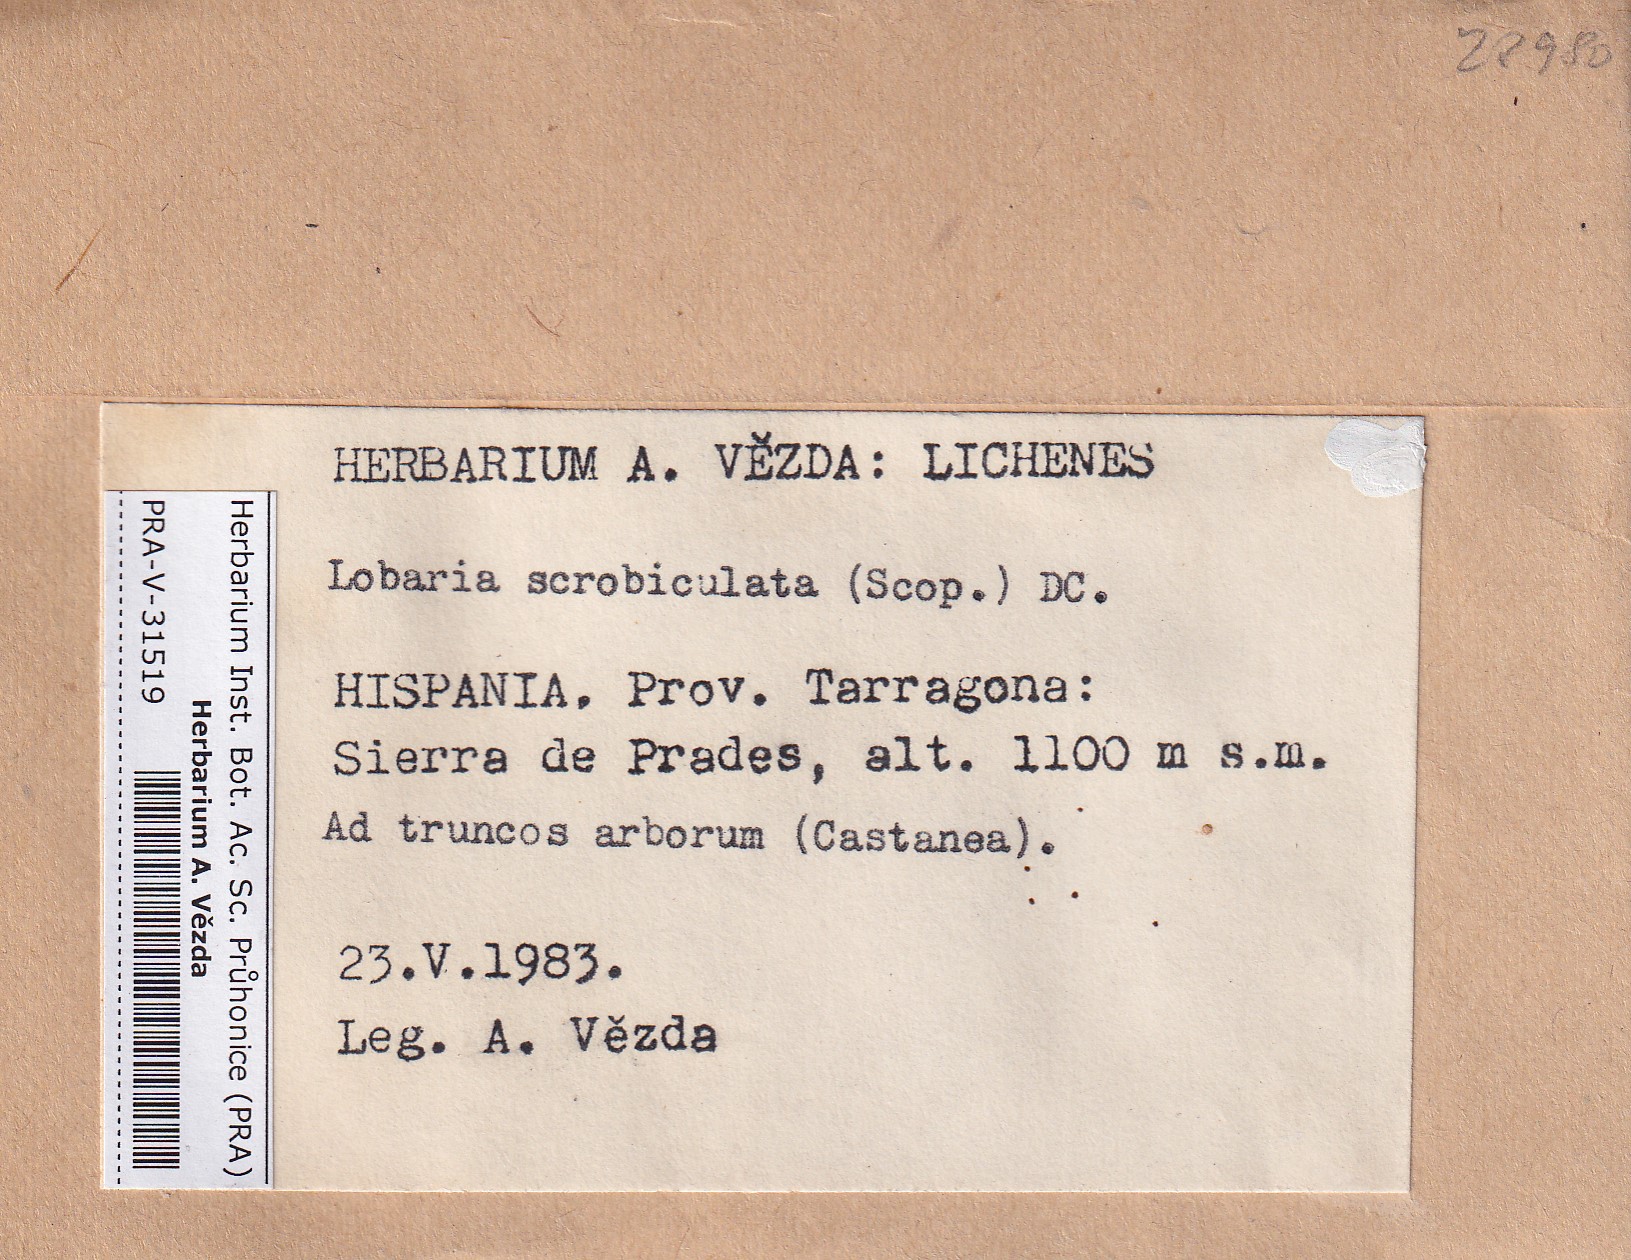 28980
HERBARIUM A. VĚZDA: LICHENES
Lobaria scrobiculata (Scop.) DC.
HISPANIA. Prov. Tarragona:
Sierra de Prades, alt. 1100 m s.m.
Ad truncos arborum (Castanea).
23.V.1983.
Leg. A. Vězda
Herbarium Inst. Bot. Ac. Sc. Průhonice (PRA)
Herbarium A. Vězda
PRA-V-31519